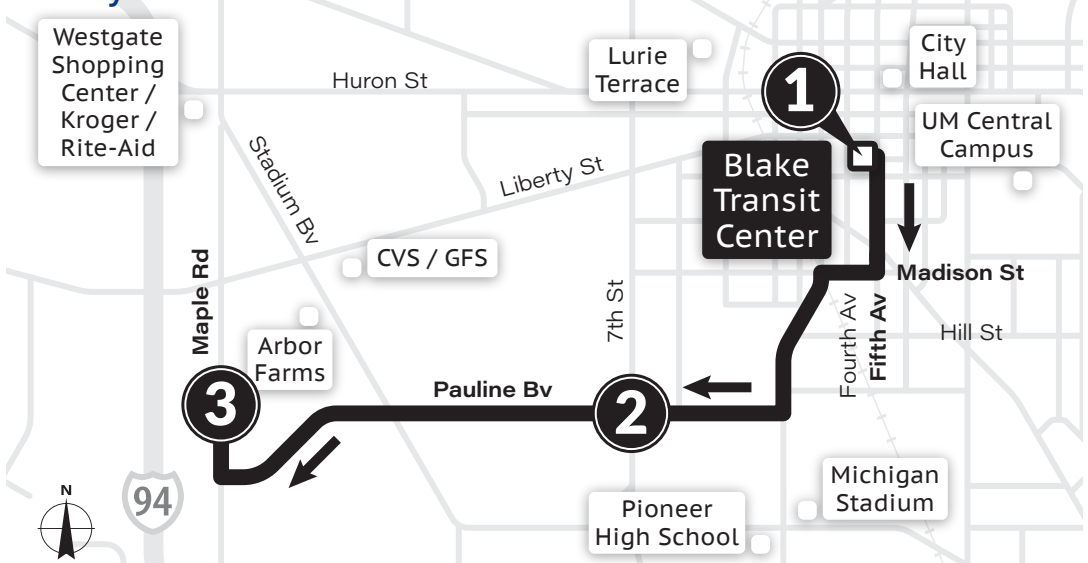 Westgate
Shopping
Center /
Kroger /
Rite-Aid
Huron St
Lurie
Terrace
1
City
Hall
UM Central
Campus
Blake
Transit
Center
Stadium Bv
Liberty St
CVS / GFS
Maple Rd
Madison St
7th St
Fourth Av
Fifth Av
Hill St
Arbor
Farms
3
Pauline Bv
2
Michigan
Stadium
Pioneer
High School
N
94